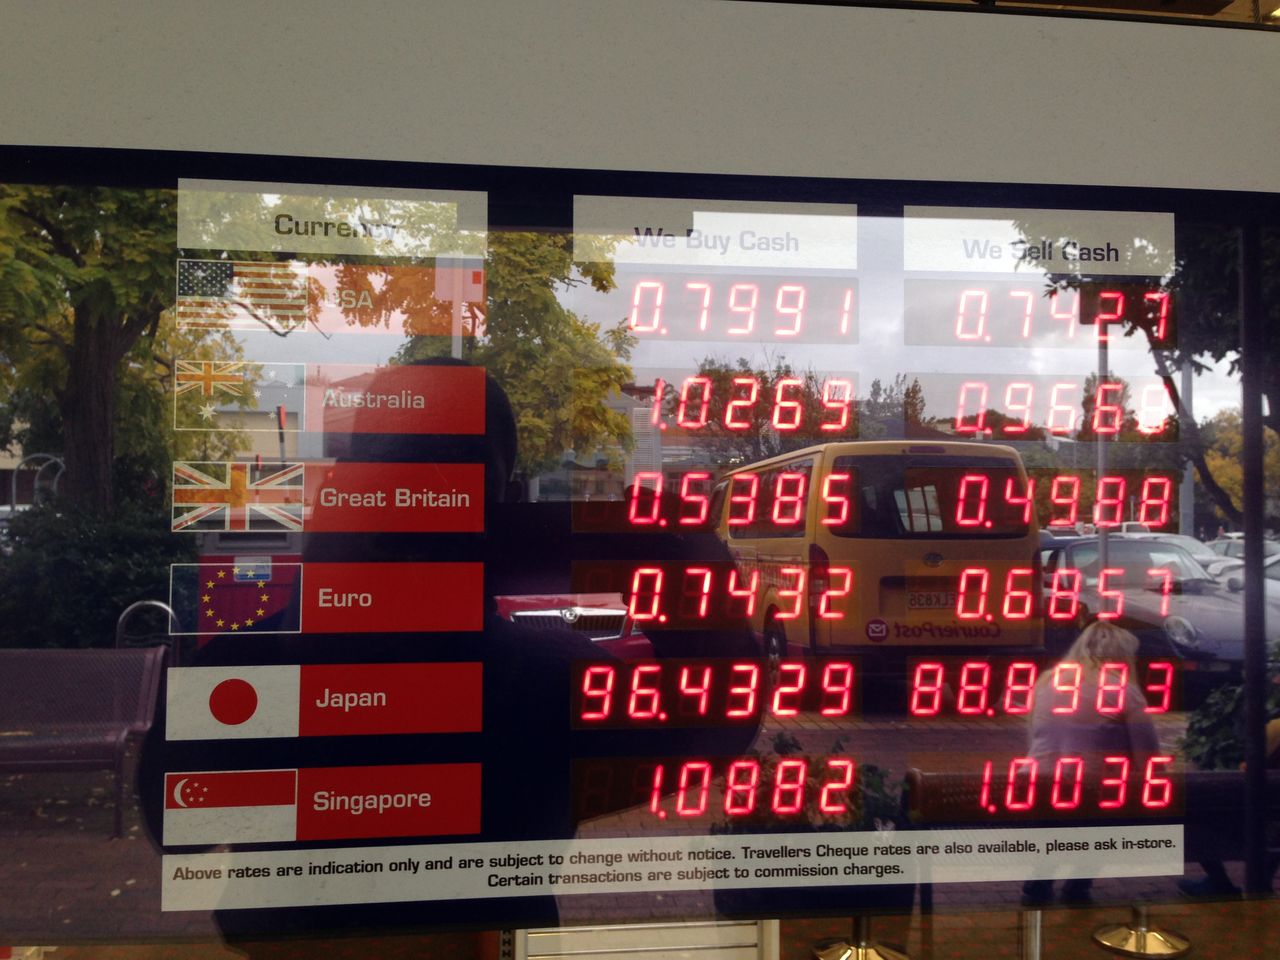 Currency We Buy Cash We Sell Cash
USA 0.7991 0.7427
Australia 1.0269 0.9668
Great Britain 0.5385 0.4988
Euro 0.7432 0.6857
Japan 96.4329 88.8983
Singapore 1.0882 1.0036
Above rates are indication only and are subject to change without notice. Travellers Cheque rates are also available, please ask in-store.
Certain transactions are subject to commission charges.
CourierPost